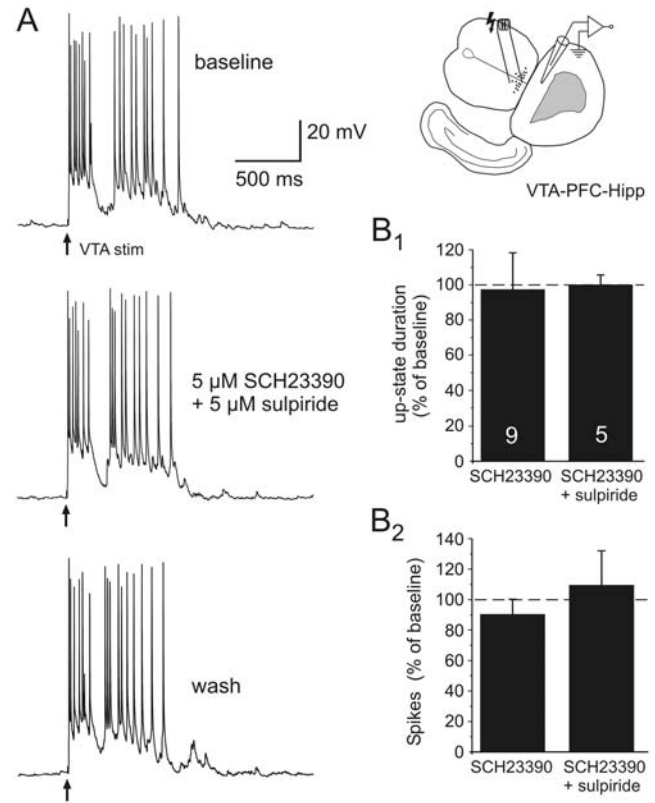 A
baseline
20 mV
500 ms
VTA stim
VTA-PFC-Hipp
5 µM SCH23390
+ 5 µM sulpiride
wash
B1
120
100
80
60
40
20
0
up-state duration
(% of baseline)
9
5
SCH23390
SCH23390
+ sulpiride
B2
140
120
100
80
60
40
20
0
Spikes (% of baseline)
SCH23390
SCH23390
+ sulpiride